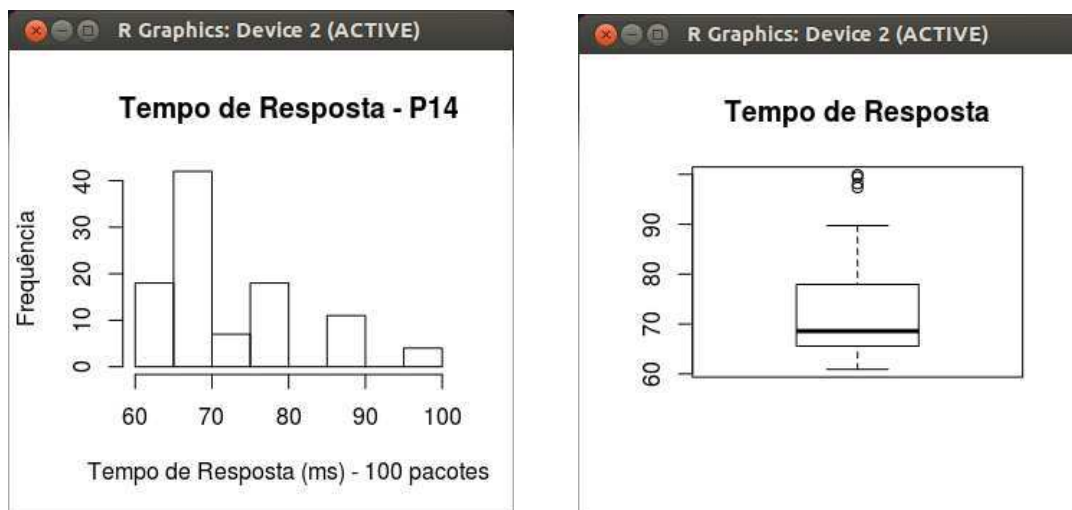 R Graphics: Device 2 (ACTIVE)
Tempo de Resposta - P14
Frequência
40
30
20
10
0
60 70 80 90 100
Tempo de Resposta (ms) - 100 pacotes
R Graphics: Device 2 (ACTIVE)
Tempo de Resposta
90
80
70
60